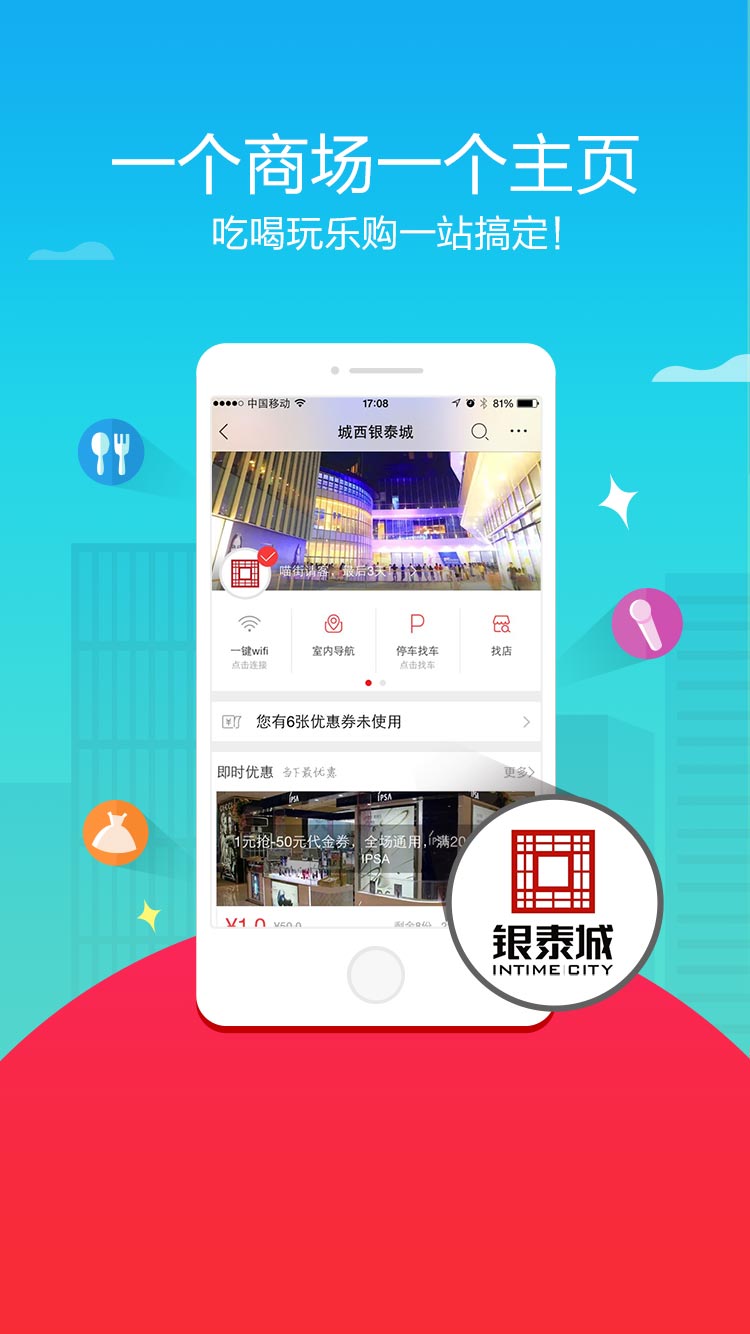 一个商场一个主页
吃喝玩乐购一站搞定!
中国移动 17:08 81%
城西银泰城
喵街请客，最后3天
一键wifi 室内导航 停车找车 找店
点击连接 点击找车
您有6张优惠券未使用
即时优惠 当下最优惠 更多
IPSA
1元抢-50元代金券，全场通用，满20
IPSA
¥1.0 ¥50.0 剩余8份
银泰城
INTIME CITY